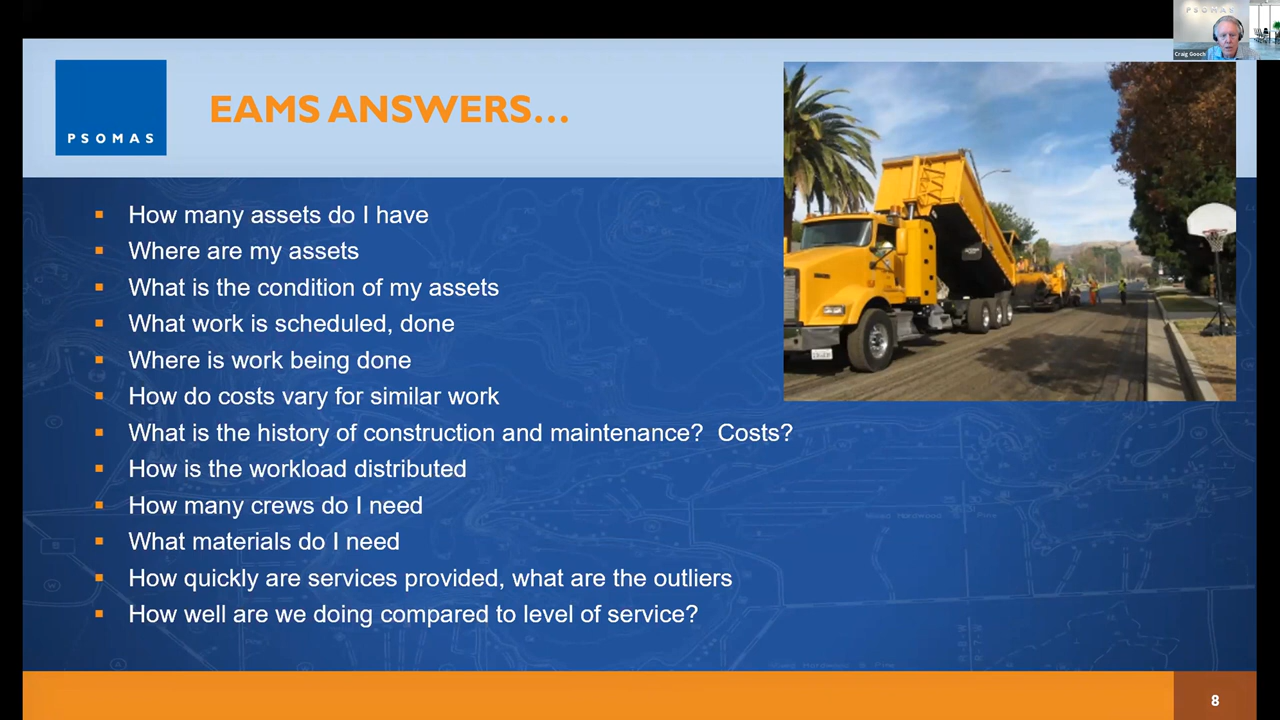 PSOMAS
Craig Gooch
PSOMAS
EAMS ANSWERS…
How many assets do I have
Where are my assets
What is the condition of my assets
What work is scheduled, done
Where is work being done
How do costs vary for similar work
What is the history of construction and maintenance? Costs?
How is the workload distributed
How many crews do I need
What materials do I need
How quickly are services provided, what are the outliers
How well are we doing compared to level of service?
8